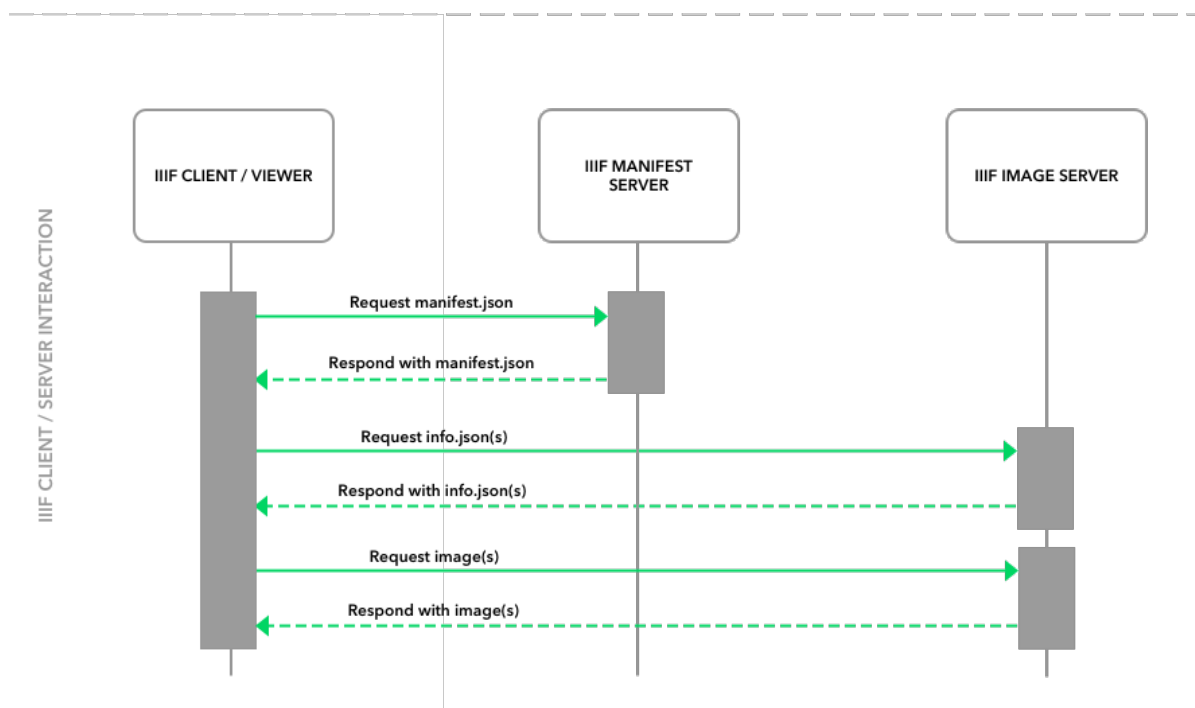 IIIF CLIENT / VIEWER
IIIF MANIFEST
SERVER
IIIF IMAGE SERVER
IIIF CLIENT / SERVER INTERACTION
Request manifest.json
Respond with manifest.json
Request info.json(s)
Respond with info.json(s)
Request image(s)
Respond with image(s)